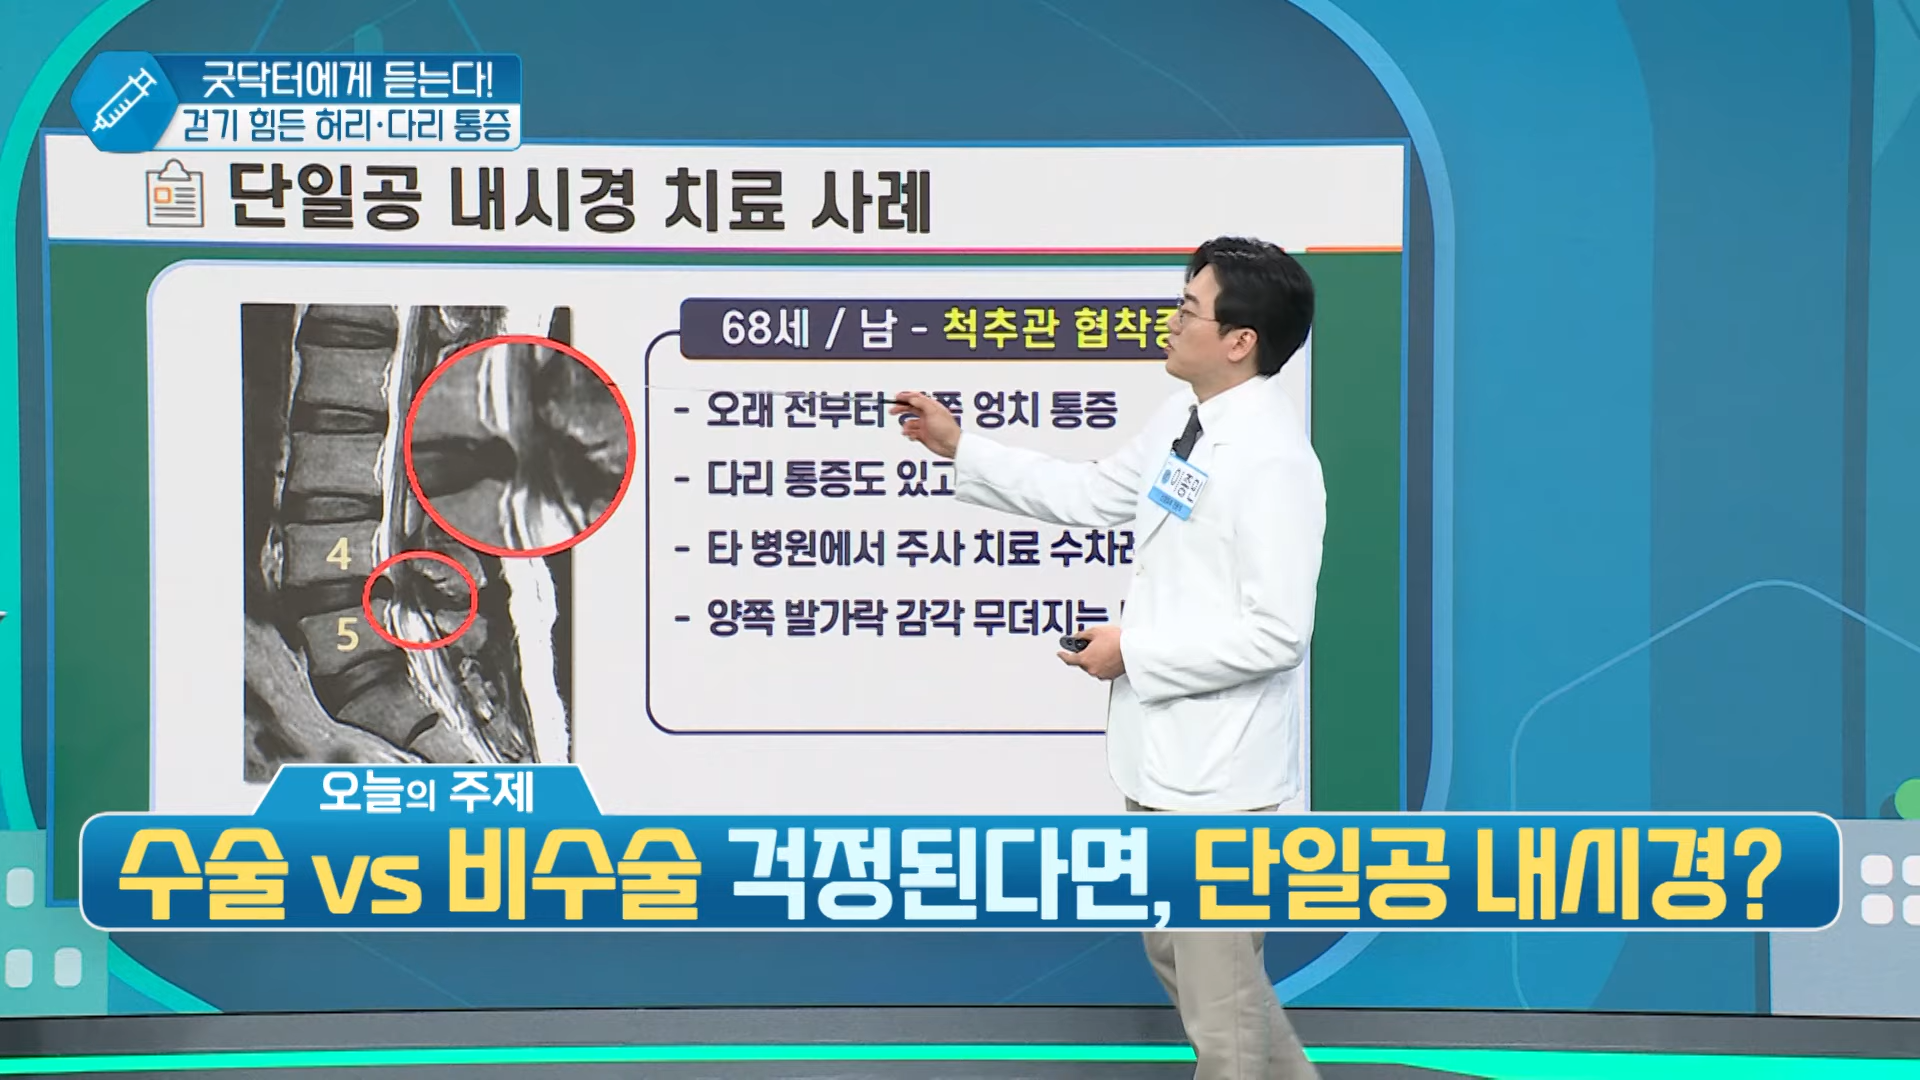 굿닥터에게 듣는다!
걷기 힘든 허리·다리 통증
단일공 내시경 치료 사례
68세 / 남 - 척추관 협착증
- 오래 전부터 엉치 통증
- 다리 통증도 있고
- 타 병원에서 주사 치료 수차례
- 양쪽 발가락 감각 무뎌지는
4
5
오늘의 주제
수술 vs 비수술 걱정된다면, 단일공 내시경?